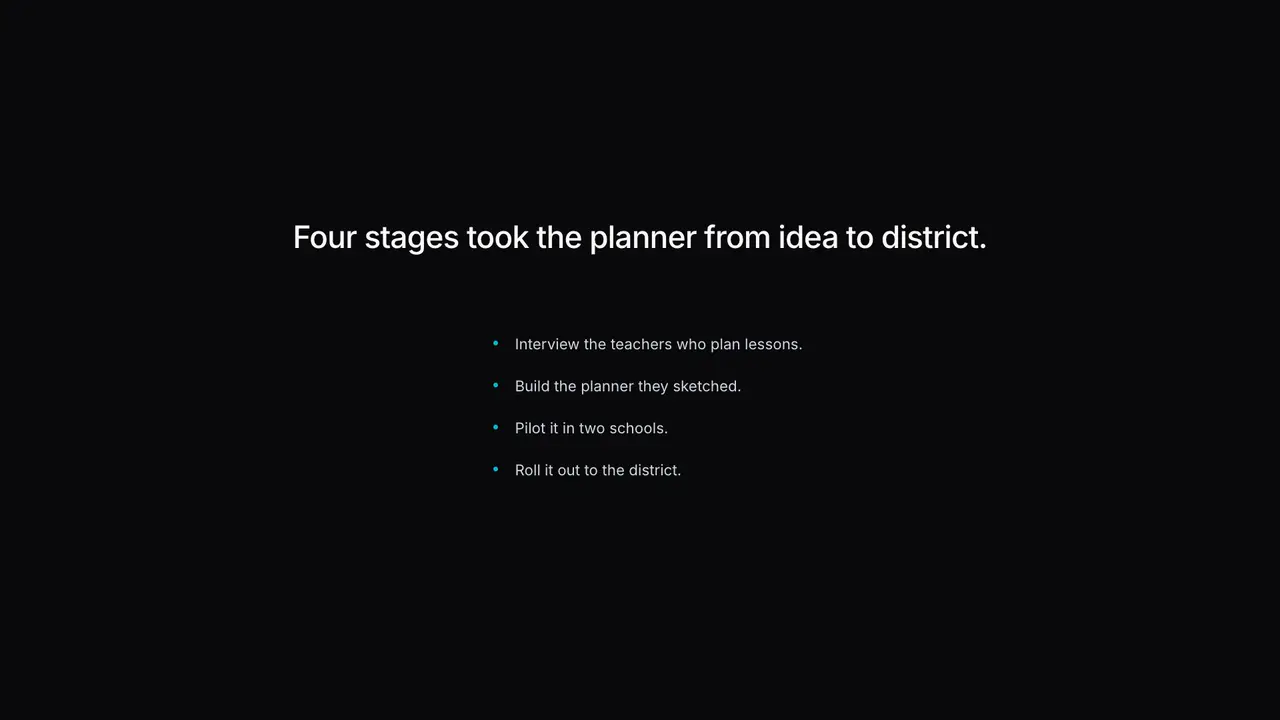 Four stages took the planner from idea to district.
• Interview the teachers who plan lessons.
• Build the planner they sketched.
• Pilot it in two schools.
• Roll it out to the district.